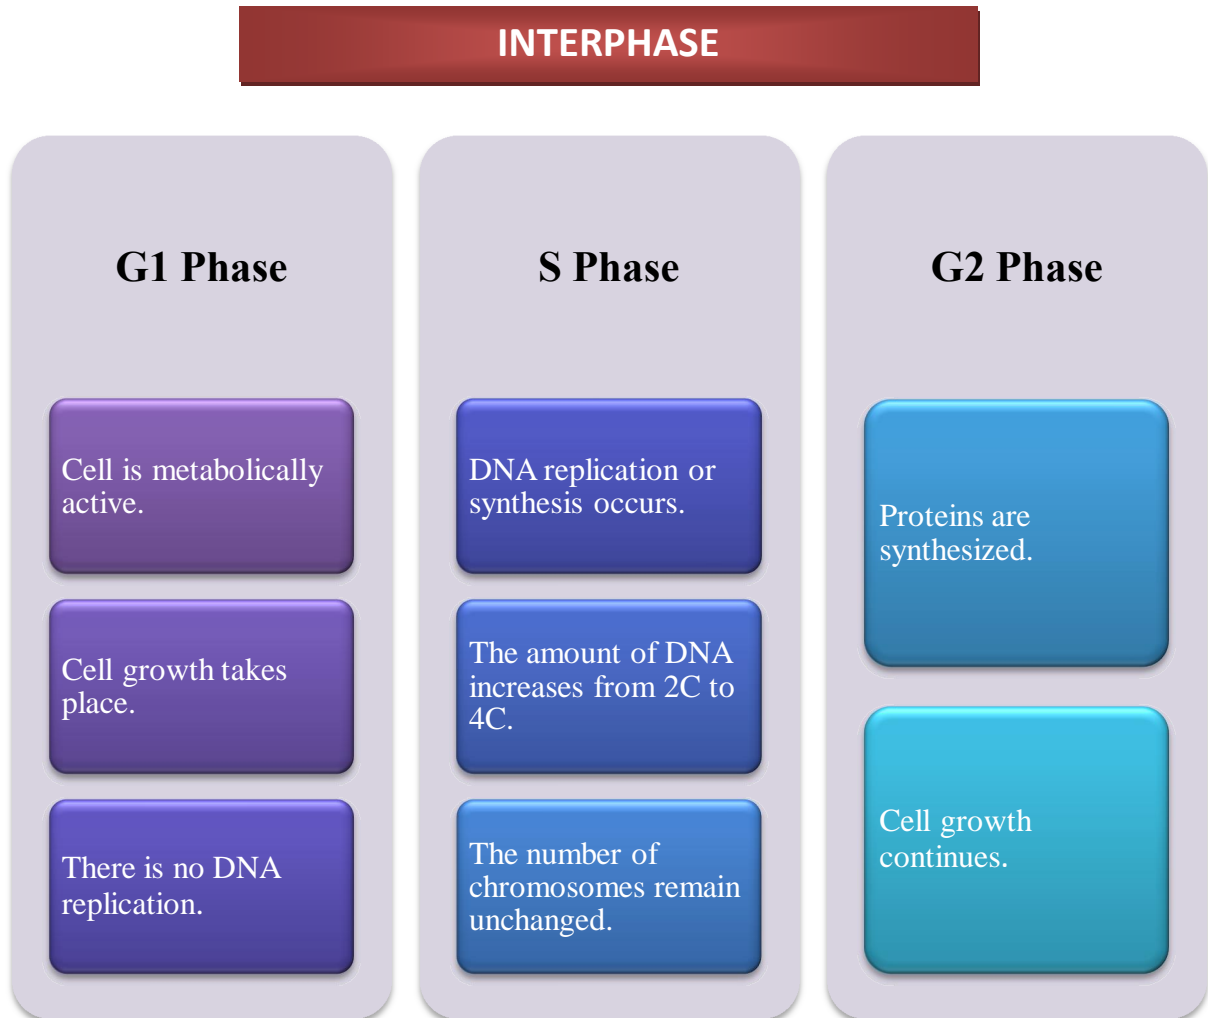 INTERPHASE
G1 Phase
Cell is metabolically
active.
Cell growth takes
place.
There is no DNA
replication.
S Phase
DNA replication or
synthesis occurs.
The amount of DNA
increases from 2C to
4C.
The number of
chromosomes remain
unchanged.
G2 Phase
Proteins are
synthesized.
Cell growth
continues.